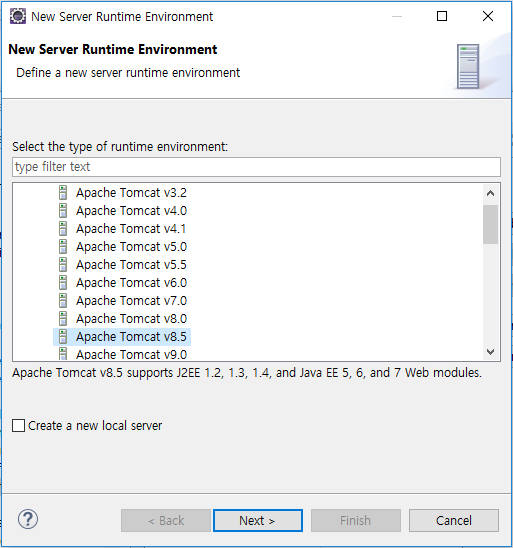 New Server Runtime Environment
New Server Runtime Environment
Define a new server runtime environment
Select the type of runtime environment:
type filter text
Apache Tomcat v3.2
Apache Tomcat v4.0
Apache Tomcat v4.1
Apache Tomcat v5.0
Apache Tomcat v5.5
Apache Tomcat v6.0
Apache Tomcat v7.0
Apache Tomcat v8.0
Apache Tomcat v8.5
Apache Tomcat v9.0
Apache Tomcat v8.5 supports J2EE 1.2, 1.3, 1.4, and Java EE 5, 6, and 7 Web modules.
Create a new local server
?
< Back
Next >
Finish
Cancel